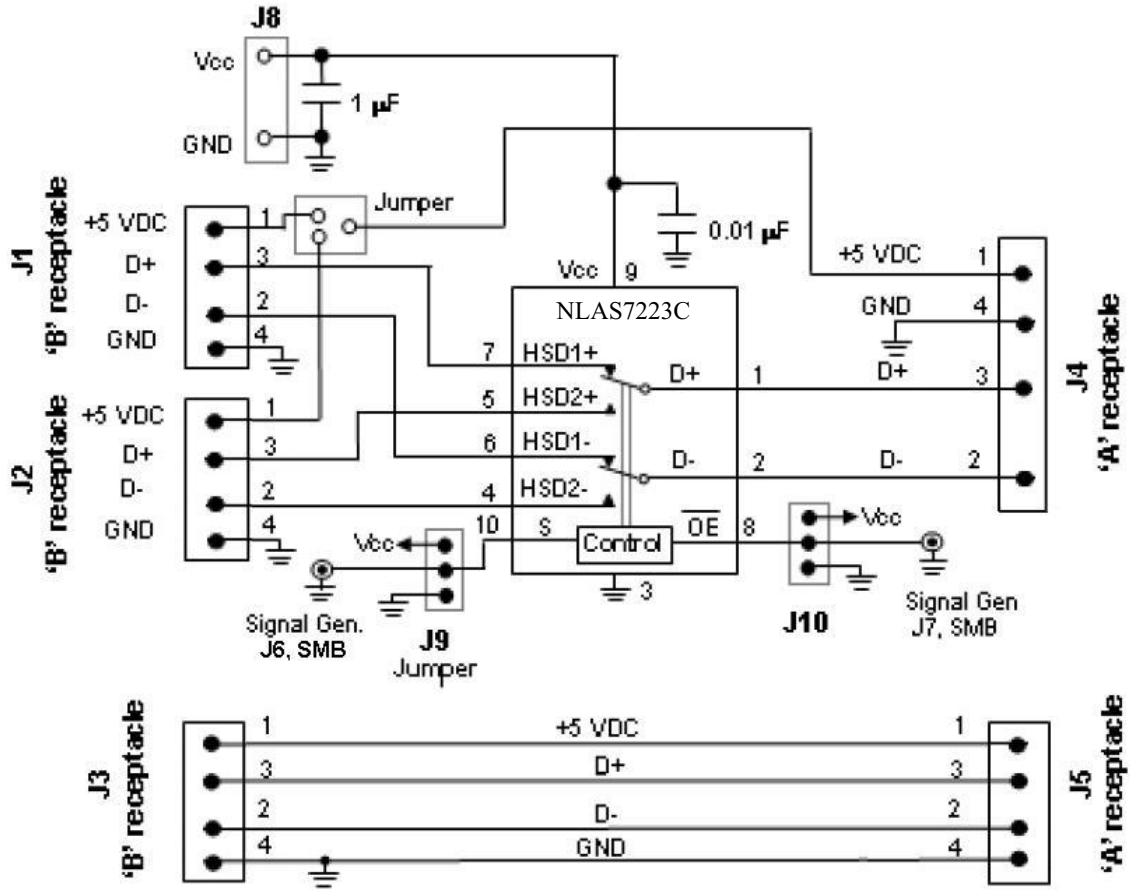 J8
Vcc
1 µF
GND
J1
'B' receptacle
+5 VDC
1
D+
3
D-
2
GND
4
Jumper
0.01 µF
Vcc
9
NLAS7223C
+5 VDC
1
GND
4
D+
3
D-
2
J4
'A' receptacle
7
HSD1+
D+
1
5
HSD2+
6
HSD1-
D-
2
4
HSD2-
10
S
Control
OE
8
3
J2
'B' receptacle
+5 VDC
1
D+
3
D-
2
GND
4
Vcc
Signal Gen.
J6, SMB
J9
Jumper
Vcc
J10
Signal Gen
J7, SMB
J3
'B' receptacle
1
+5 VDC
1
3
D+
3
2
D-
2
4
GND
4
J5
'A' receptacle